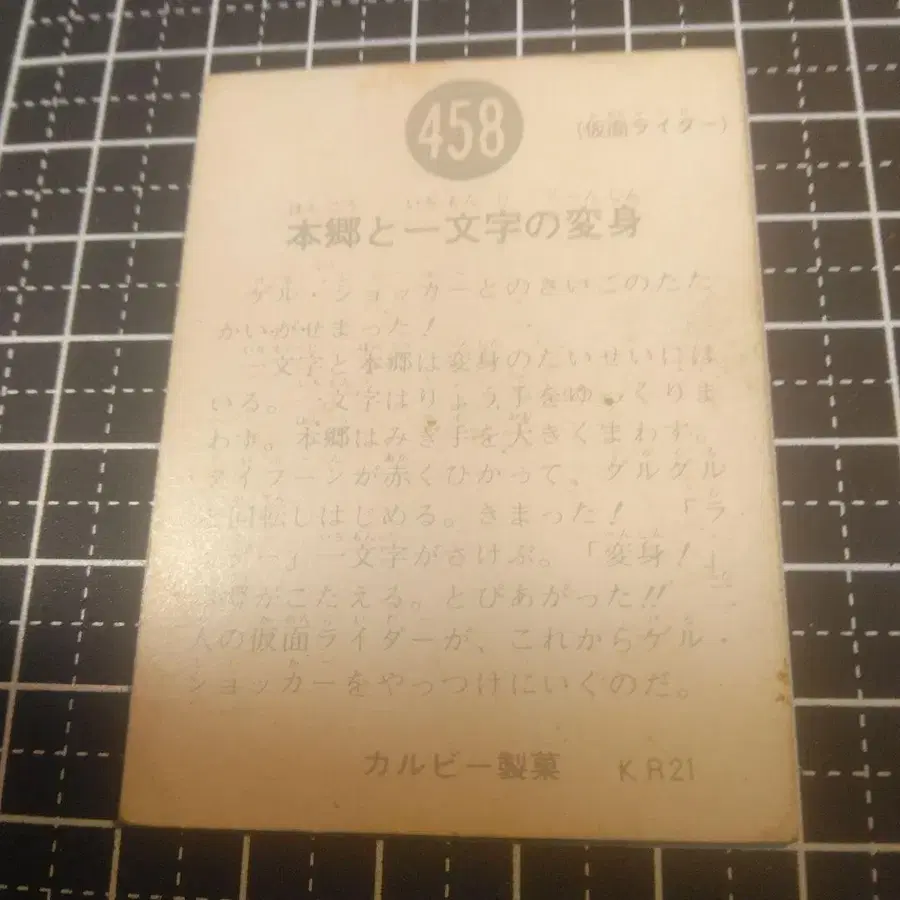 458
(仮面ライダー)
本郷と一文字の変身
ゲル・ショッカーとのさいごのたた
かいがせまった!
一文字と本郷は変身のたいせいには
いる。一文字はりょう手をゆっくりま
わす。本郷はみぎ手を大きくまわす。
タイフーンが赤くひかって、グルグル
と回転しはじめる。きまった! 「ラ
ダー」一文字がさけぶ。「変身!」
郷がこたえる。とびあがった!!
人の仮面ライダーが、これからゲル・
ショッカーをやっつけにいくのだ。
カルビー製菓 KR21